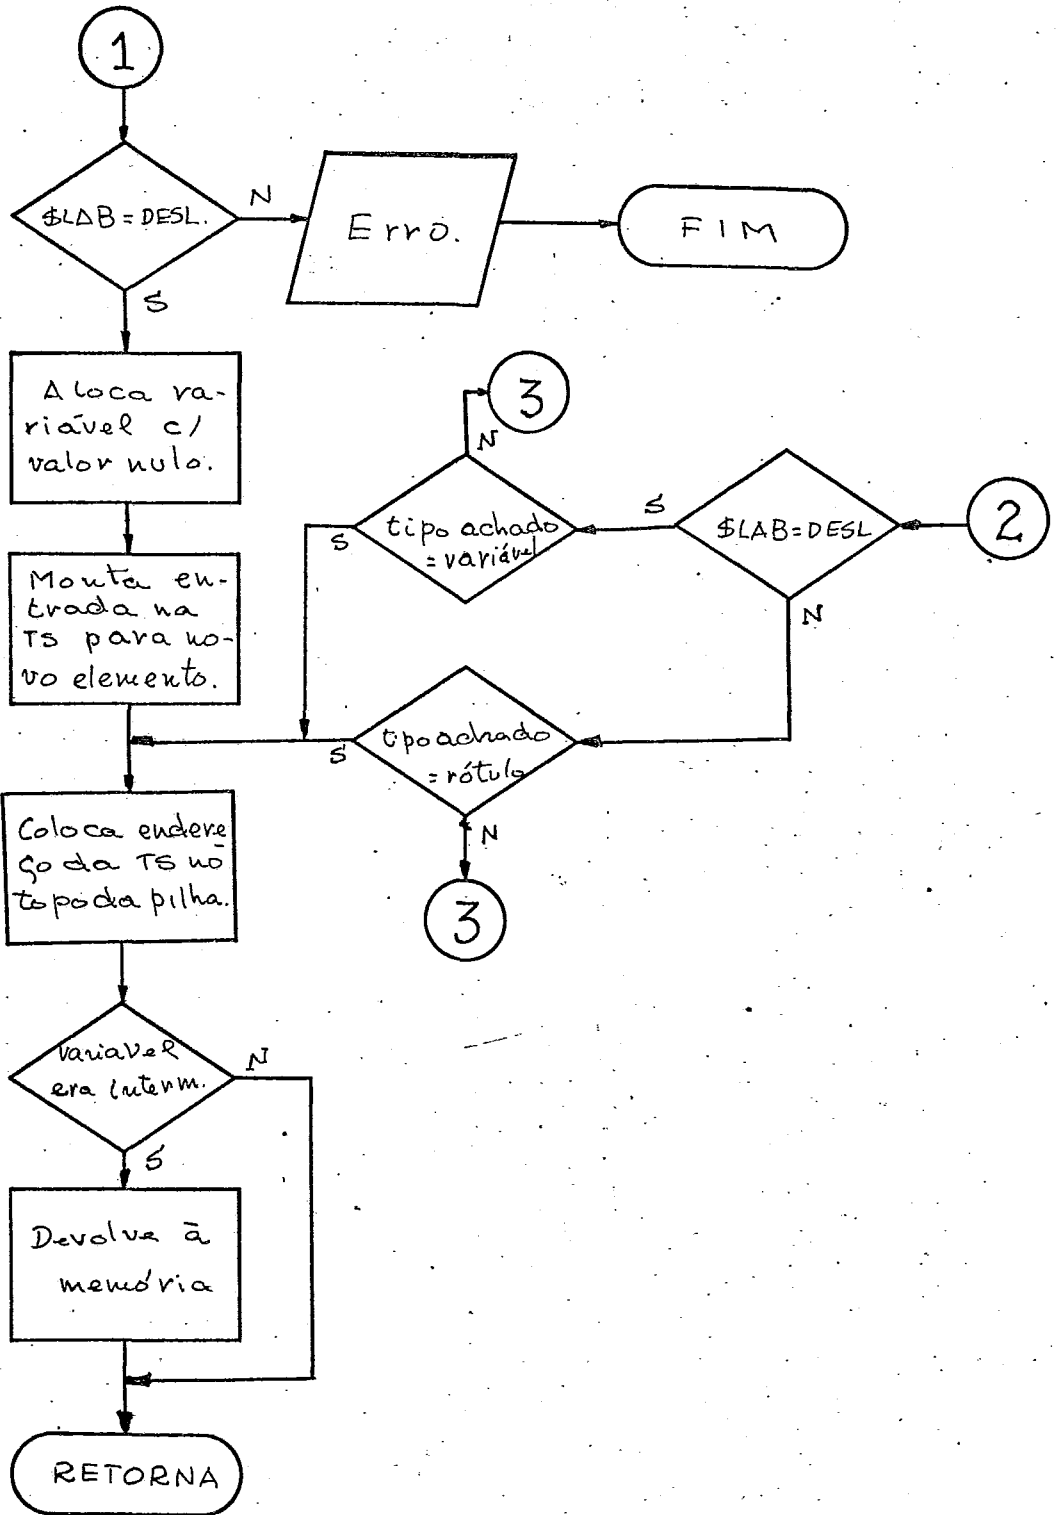 1
$LAB=DESL.
N
Erro.
FIM
S
Aloca va-
riável c/
valor nulo.
3
N
tipo achado
=variável
S
S
$LAB=DESL
2
N
Monta en-
trada na
TS para no-
vo elemento.
tipo achado
=rótulo
S
N
3
Coloca endere
ço da TS no
topo da pilha.
variavel
era interm.
N
S
Devolve à
memória
RETORNA